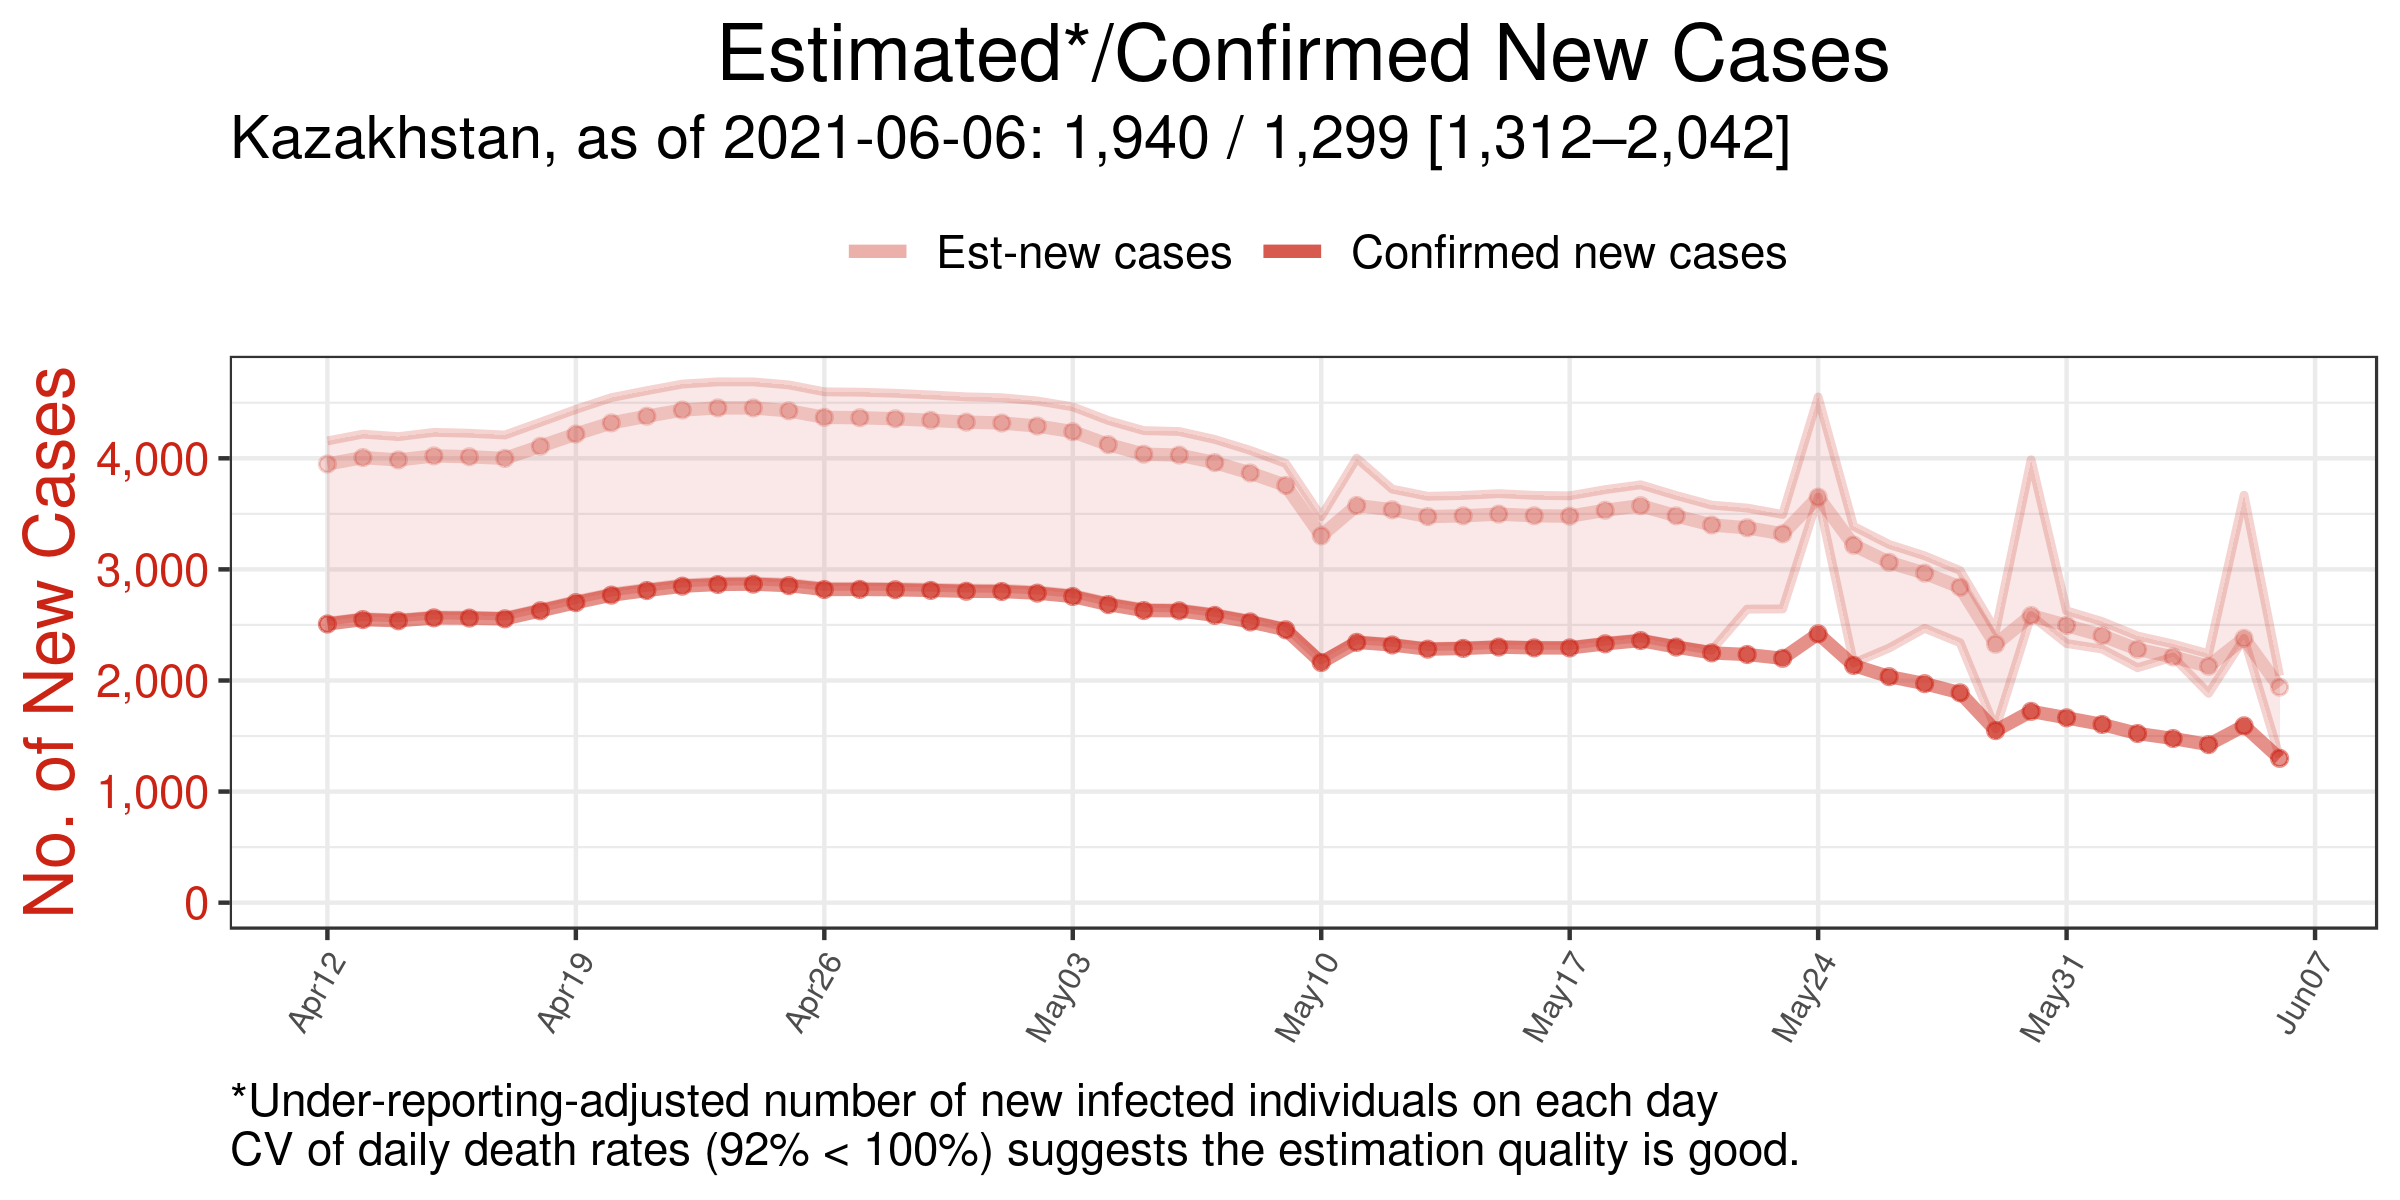 Estimated*/Confirmed New Cases
Kazakhstan, as of 2021-06-06: 1,940 / 1,299 [1,312–2,042]
Est-new cases
Confirmed new cases
No. of New Cases
4,000
3,000
2,000
1,000
0
Apr12
Apr19
Apr26
May03
May10
May17
May24
May31
Jun07
*Under-reporting-adjusted number of new infected individuals on each day
CV of daily death rates (92% < 100%) suggests the estimation quality is good.